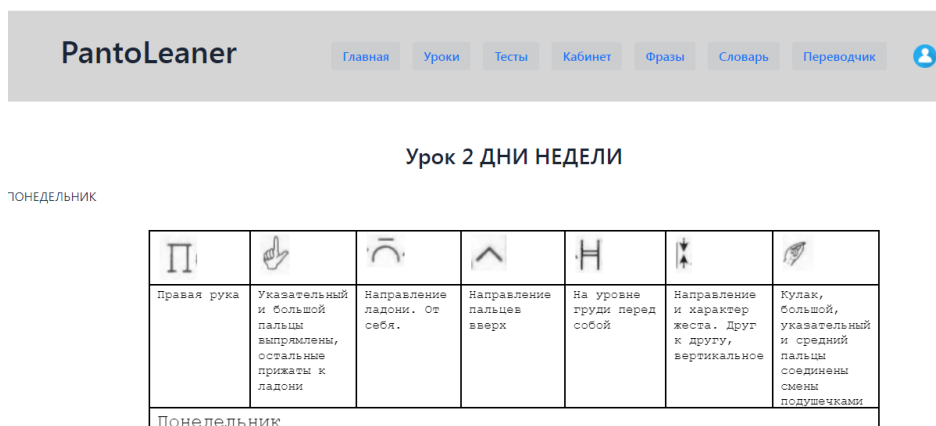 PantoLeaner
Главная Уроки Тесты Кабинет Фразы Словарь Переводчик
Урок 2 ДНИ НЕДЕЛИ
ПОНЕДЕЛЬНИК
Правая рука
Указательный
и большой
пальцы
выпрямлены,
остальные
прижаты к
ладони
Направление
ладони. От
себя.
Направление
пальцев
вверх
На уровне
груди перед
собой
Направление
и характер
жеста. Друг
к другу,
вертикальное
Кулак,
большой,
указательный
и средний
пальцы
соединены
смены
подушечками
Понедельник